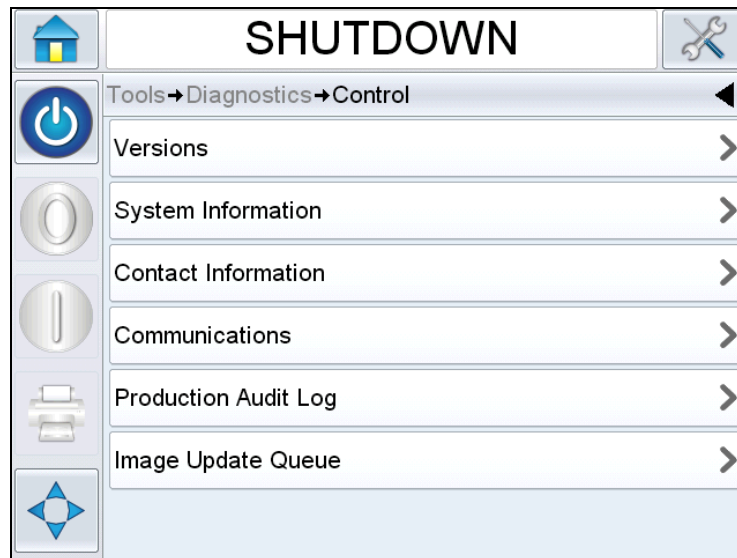 SHUTDOWN
Tools→Diagnostics→Control
Versions
System Information
Contact Information
Communications
Production Audit Log
Image Update Queue